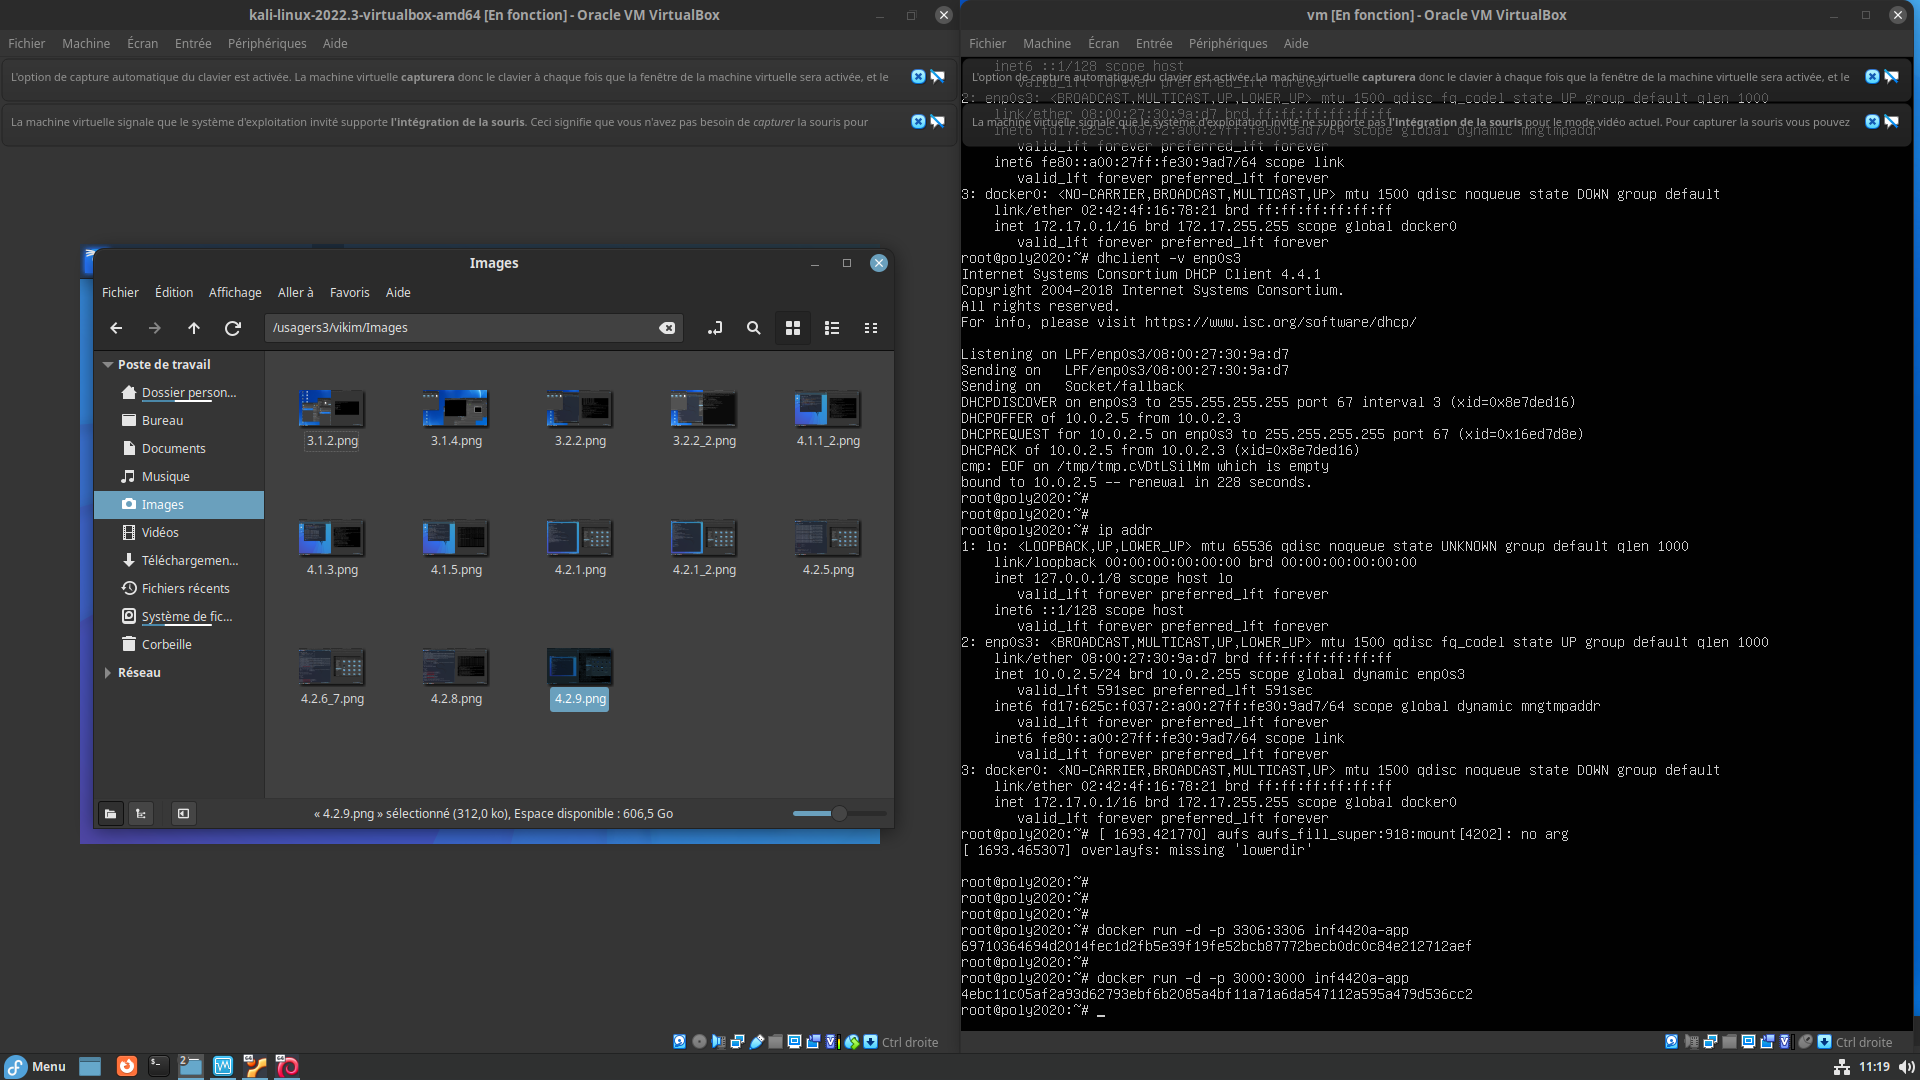 kali-linux-2022.3-virtualbox-amd64 [En fonction] - Oracle VM VirtualBox
Fichier Machine Écran Entrée Périphériques Aide
L'option de capture automatique du clavier est activée. La machine virtuelle capturera donc le clavier à chaque fois que la fenêtre de la machine virtuelle sera activée, et le
La machine virtuelle signale que le système d'exploitation invité supporte l'intégration de la souris. Ceci signifie que vous n'avez pas besoin de capturer la souris pour
Images
Fichier Édition Affichage Aller à Favoris Aide
/usagers3/vikim/Images
Poste de travail
Dossier person...
Bureau
Documents
Musique
Images
Vidéos
Téléchargemen...
Fichiers récents
Système de fic...
Corbeille
Réseau
3.1.2.png 3.1.4.png 3.2.2.png 3.2.2_2.png 4.1.1_2.png
4.1.3.png 4.1.5.png 4.2.1.png 4.2.1_2.png 4.2.5.png
4.2.6_7.png 4.2.8.png 4.2.9.png
« 4.2.9.png » sélectionné (312,0 ko), Espace disponible : 606,5 Go
Ctrl droite
vm [En fonction] - Oracle VM VirtualBox
Fichier Machine Écran Entrée Périphériques Aide
inet6 ::1/128 scope host
L'option de capture automatique du clavier est activée. La machine virtuelle capturera donc le clavier à chaque fois que la fenêtre de la machine virtuelle sera activée, et le
valid_lft forever preferred_lft forever
2: enp0s3: <BROADCAST,MULTICAST,UP,LOWER_UP> mtu 1500 qdisc fq_codel state UP group default qlen 1000
link/ether 08:00:27:30:9a:d7 brd ff:ff:ff:ff:ff:ff
La machine virtuelle signale que le système d'exploitation invité ne supporte pas l'intégration de la souris pour le mode vidéo actuel. Pour capturer la souris vous pouvez
inet6 fd17:625c:f037:2:a00:27ff:fe30:9ad7/64 scope global dynamic mngtmpaddr
valid_lft forever preferred_lft forever
inet6 fe80::a00:27ff:fe30:9ad7/64 scope link
valid_lft forever preferred_lft forever
3: docker0: <NO-CARRIER,BROADCAST,MULTICAST,UP> mtu 1500 qdisc noqueue state DOWN group default
link/ether 02:42:4f:16:78:21 brd ff:ff:ff:ff:ff:ff
inet 172.17.0.1/16 brd 172.17.255.255 scope global docker0
valid_lft forever preferred_lft forever
root@poly2020:~# dhclient -v enp0s3
Internet Systems Consortium DHCP Client 4.4.1
Copyright 2004-2018 Internet Systems Consortium.
All rights reserved.
For info, please visit https://www.isc.org/software/dhcp/
Listening on LPF/enp0s3/08:00:27:30:9a:d7
Sending on   LPF/enp0s3/08:00:27:30:9a:d7
Sending on   Socket/fallback
DHCPDISCOVER on enp0s3 to 255.255.255.255 port 67 interval 3 (xid=0x8e7ded16)
DHCPOFFER of 10.0.2.5 from 10.0.2.3
DHCPREQUEST for 10.0.2.5 on enp0s3 to 255.255.255.255 port 67 (xid=0x16ed7d8e)
DHCPACK of 10.0.2.5 from 10.0.2.3 (xid=0x8e7ded16)
cmp: EOF on /tmp/tmp.cVDtLSilMm which is empty
bound to 10.0.2.5 -- renewal in 228 seconds.
root@poly2020:~#
root@poly2020:~#
root@poly2020:~# ip addr
1: lo: <LOOPBACK,UP,LOWER_UP> mtu 65536 qdisc noqueue state UNKNOWN group default qlen 1000
link/loopback 00:00:00:00:00:00 brd 00:00:00:00:00:00
inet 127.0.0.1/8 scope host lo
valid_lft forever preferred_lft forever
inet6 ::1/128 scope host
valid_lft forever preferred_lft forever
2: enp0s3: <BROADCAST,MULTICAST,UP,LOWER_UP> mtu 1500 qdisc fq_codel state UP group default qlen 1000
link/ether 08:00:27:30:9a:d7 brd ff:ff:ff:ff:ff:ff
inet 10.0.2.5/24 brd 10.0.2.255 scope global dynamic enp0s3
valid_lft 591sec preferred_lft 591sec
inet6 fd17:625c:f037:2:a00:27ff:fe30:9ad7/64 scope global dynamic mngtmpaddr
valid_lft forever preferred_lft forever
inet6 fe80::a00:27ff:fe30:9ad7/64 scope link
valid_lft forever preferred_lft forever
3: docker0: <NO-CARRIER,BROADCAST,MULTICAST,UP> mtu 1500 qdisc noqueue state DOWN group default
link/ether 02:42:4f:16:78:21 brd ff:ff:ff:ff:ff:ff
inet 172.17.0.1/16 brd 172.17.255.255 scope global docker0
valid_lft forever preferred_lft forever
root@poly2020:~# [ 1693.421770] aufs aufs_fill_super:918:mount[4202]: no arg
[ 1693.465307] overlayfs: missing 'lowerdir'
root@poly2020:~#
root@poly2020:~#
root@poly2020:~#
root@poly2020:~# docker run -d -p 3306:3306 inf4420a-app
69710364694d2014fec1d2fb5e39f19fe52bcb87772becb0dc0c84e212712aef
root@poly2020:~#
root@poly2020:~# docker run -d -p 3000:3000 inf4420a-app
4ebc11c05af2a93d62793ebf6b2085a4bf11a71a6da547112a595a479d536cc2
root@poly2020:~# _
Ctrl droite
Menu 2 11:19